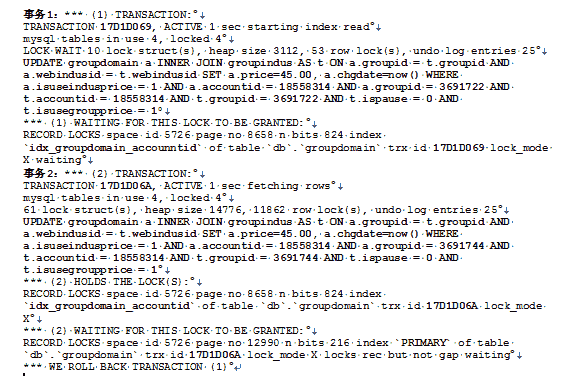 事务1: *** (1) TRANSACTION:
TRANSACTION 17D1D069, ACTIVE 1 sec starting index read
mysql tables in use 4, locked 4
LOCK WAIT 10 lock struct(s), heap size 3112, 53 row lock(s), undo log entries 25
UPDATE groupdomain a INNER JOIN groupindus AS t ON a.groupid = t.groupid AND
a.webindusid = t.webindusid SET a.price=45.00, a.chgdate=now() WHERE
a.isuseindusprice = 1 AND a.accountid = 18558314 AND a.groupid = 3691722 AND
t.accountid = 18558314 AND t.groupid = 3691722 AND t.ispause = 0 AND
t.isusegroupprice = 1
*** (1) WAITING FOR THIS LOCK TO BE GRANTED:
RECORD LOCKS space id 5726 page no 8658 n bits 824 index
`idx_groupdomain_accounntid` of table `db`.`groupdomain` trx id 17D1D069 lock_mode
X waiting
事务2: *** (2) TRANSACTION:
TRANSACTION 17D1D06A, ACTIVE 1 sec fetching rows
mysql tables in use 4, locked 4
61 lock struct(s), heap size 14776, 11862 row lock(s), undo log entries 25
UPDATE groupdomain a INNER JOIN groupindus AS t ON a.groupid = t.groupid AND
a.webindusid = t.webindusid SET a.price=45.00, a.chgdate=now() WHERE
a.isuseindusprice = 1 AND a.accountid = 18558314 AND a.groupid = 3691744 AND
t.accountid = 18558314 AND t.groupid = 3691744 AND t.ispause = 0 AND
t.isusegroupprice = 1
*** (2) HOLDS THE LOCK(S):
RECORD LOCKS space id 5726 page no 8658 n bits 824 index
`idx_groupdomain_accountid` of table `db`.`groupdomain` trx id 17D1D06A lock_mode
X
*** (2) WAITING FOR THIS LOCK TO BE GRANTED:
RECORD LOCKS space id 5726 page no 12990 n bits 216 index `PRIMARY` of table
`db`.`groupdomain` trx id 17D1D06A lock_mode X locks rec but not gap waiting
*** WE ROLL BACK TRANSACTION (1)